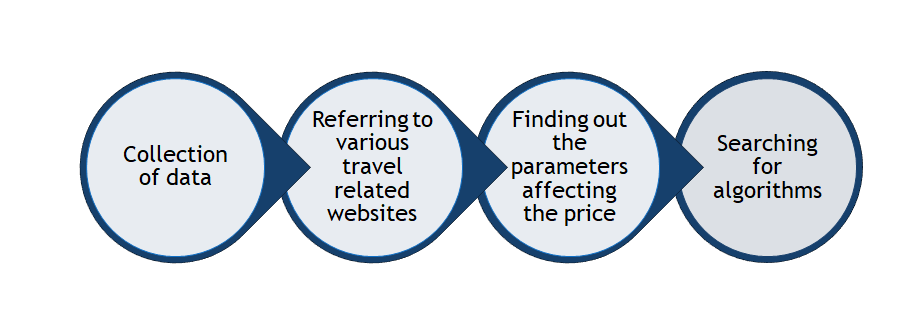 Collection
of data
Referring to
various
travel
related
websites
Finding out
the
parameters
affecting
the price
Searching
for
algorithms